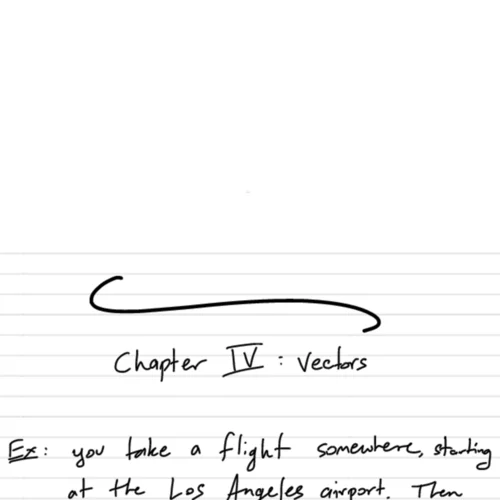 Chapter IV : Vectors
Ex: you take a flight somewhere, starting
at the Los Angeles airport. Then